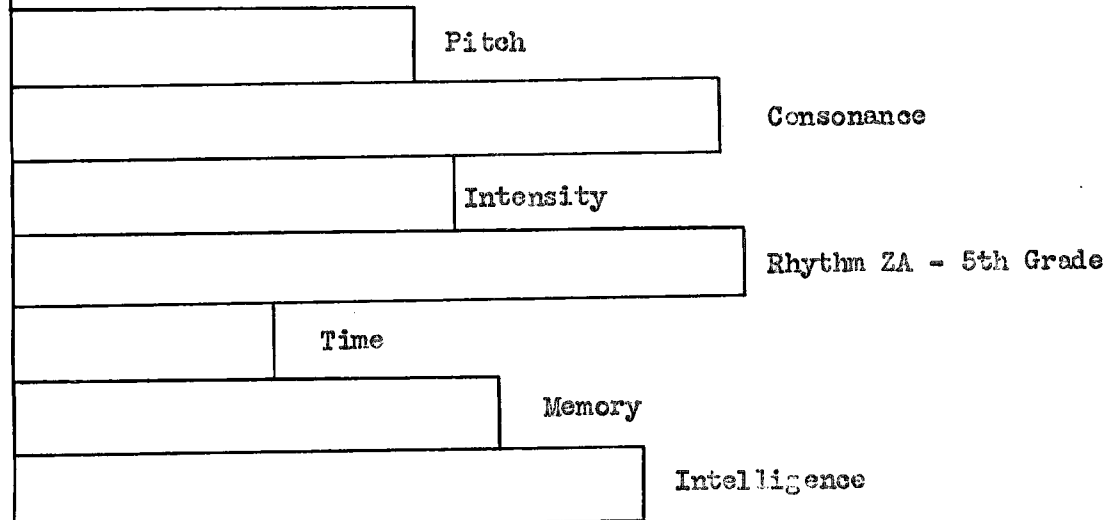 Pitch
Consonance
Intensity
Rhythm ZA - 5th Grade
Time
Memory
Intelligence